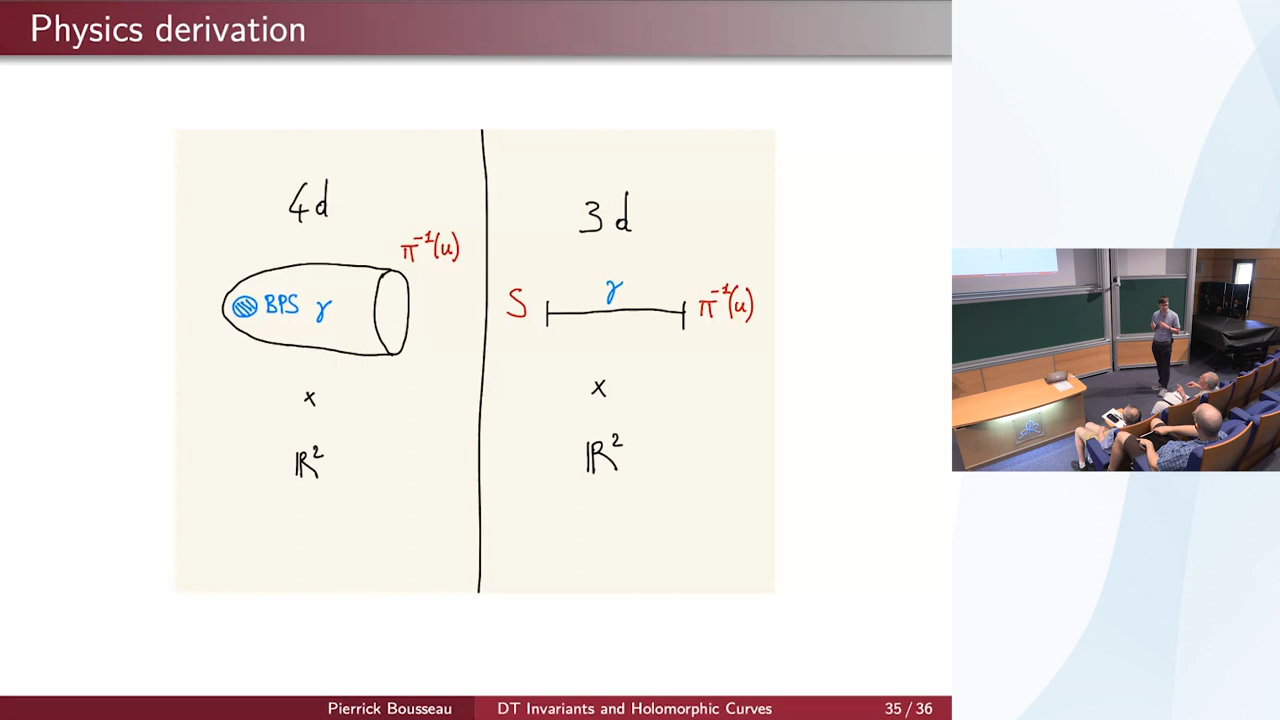 Physics derivation
4d
π⁻¹(u)
BPS γ
×
ℝ²
3d
S γ π⁻¹(u)
×
ℝ²
Pierrick Bousseau DT Invariants and Holomorphic Curves 35 / 36